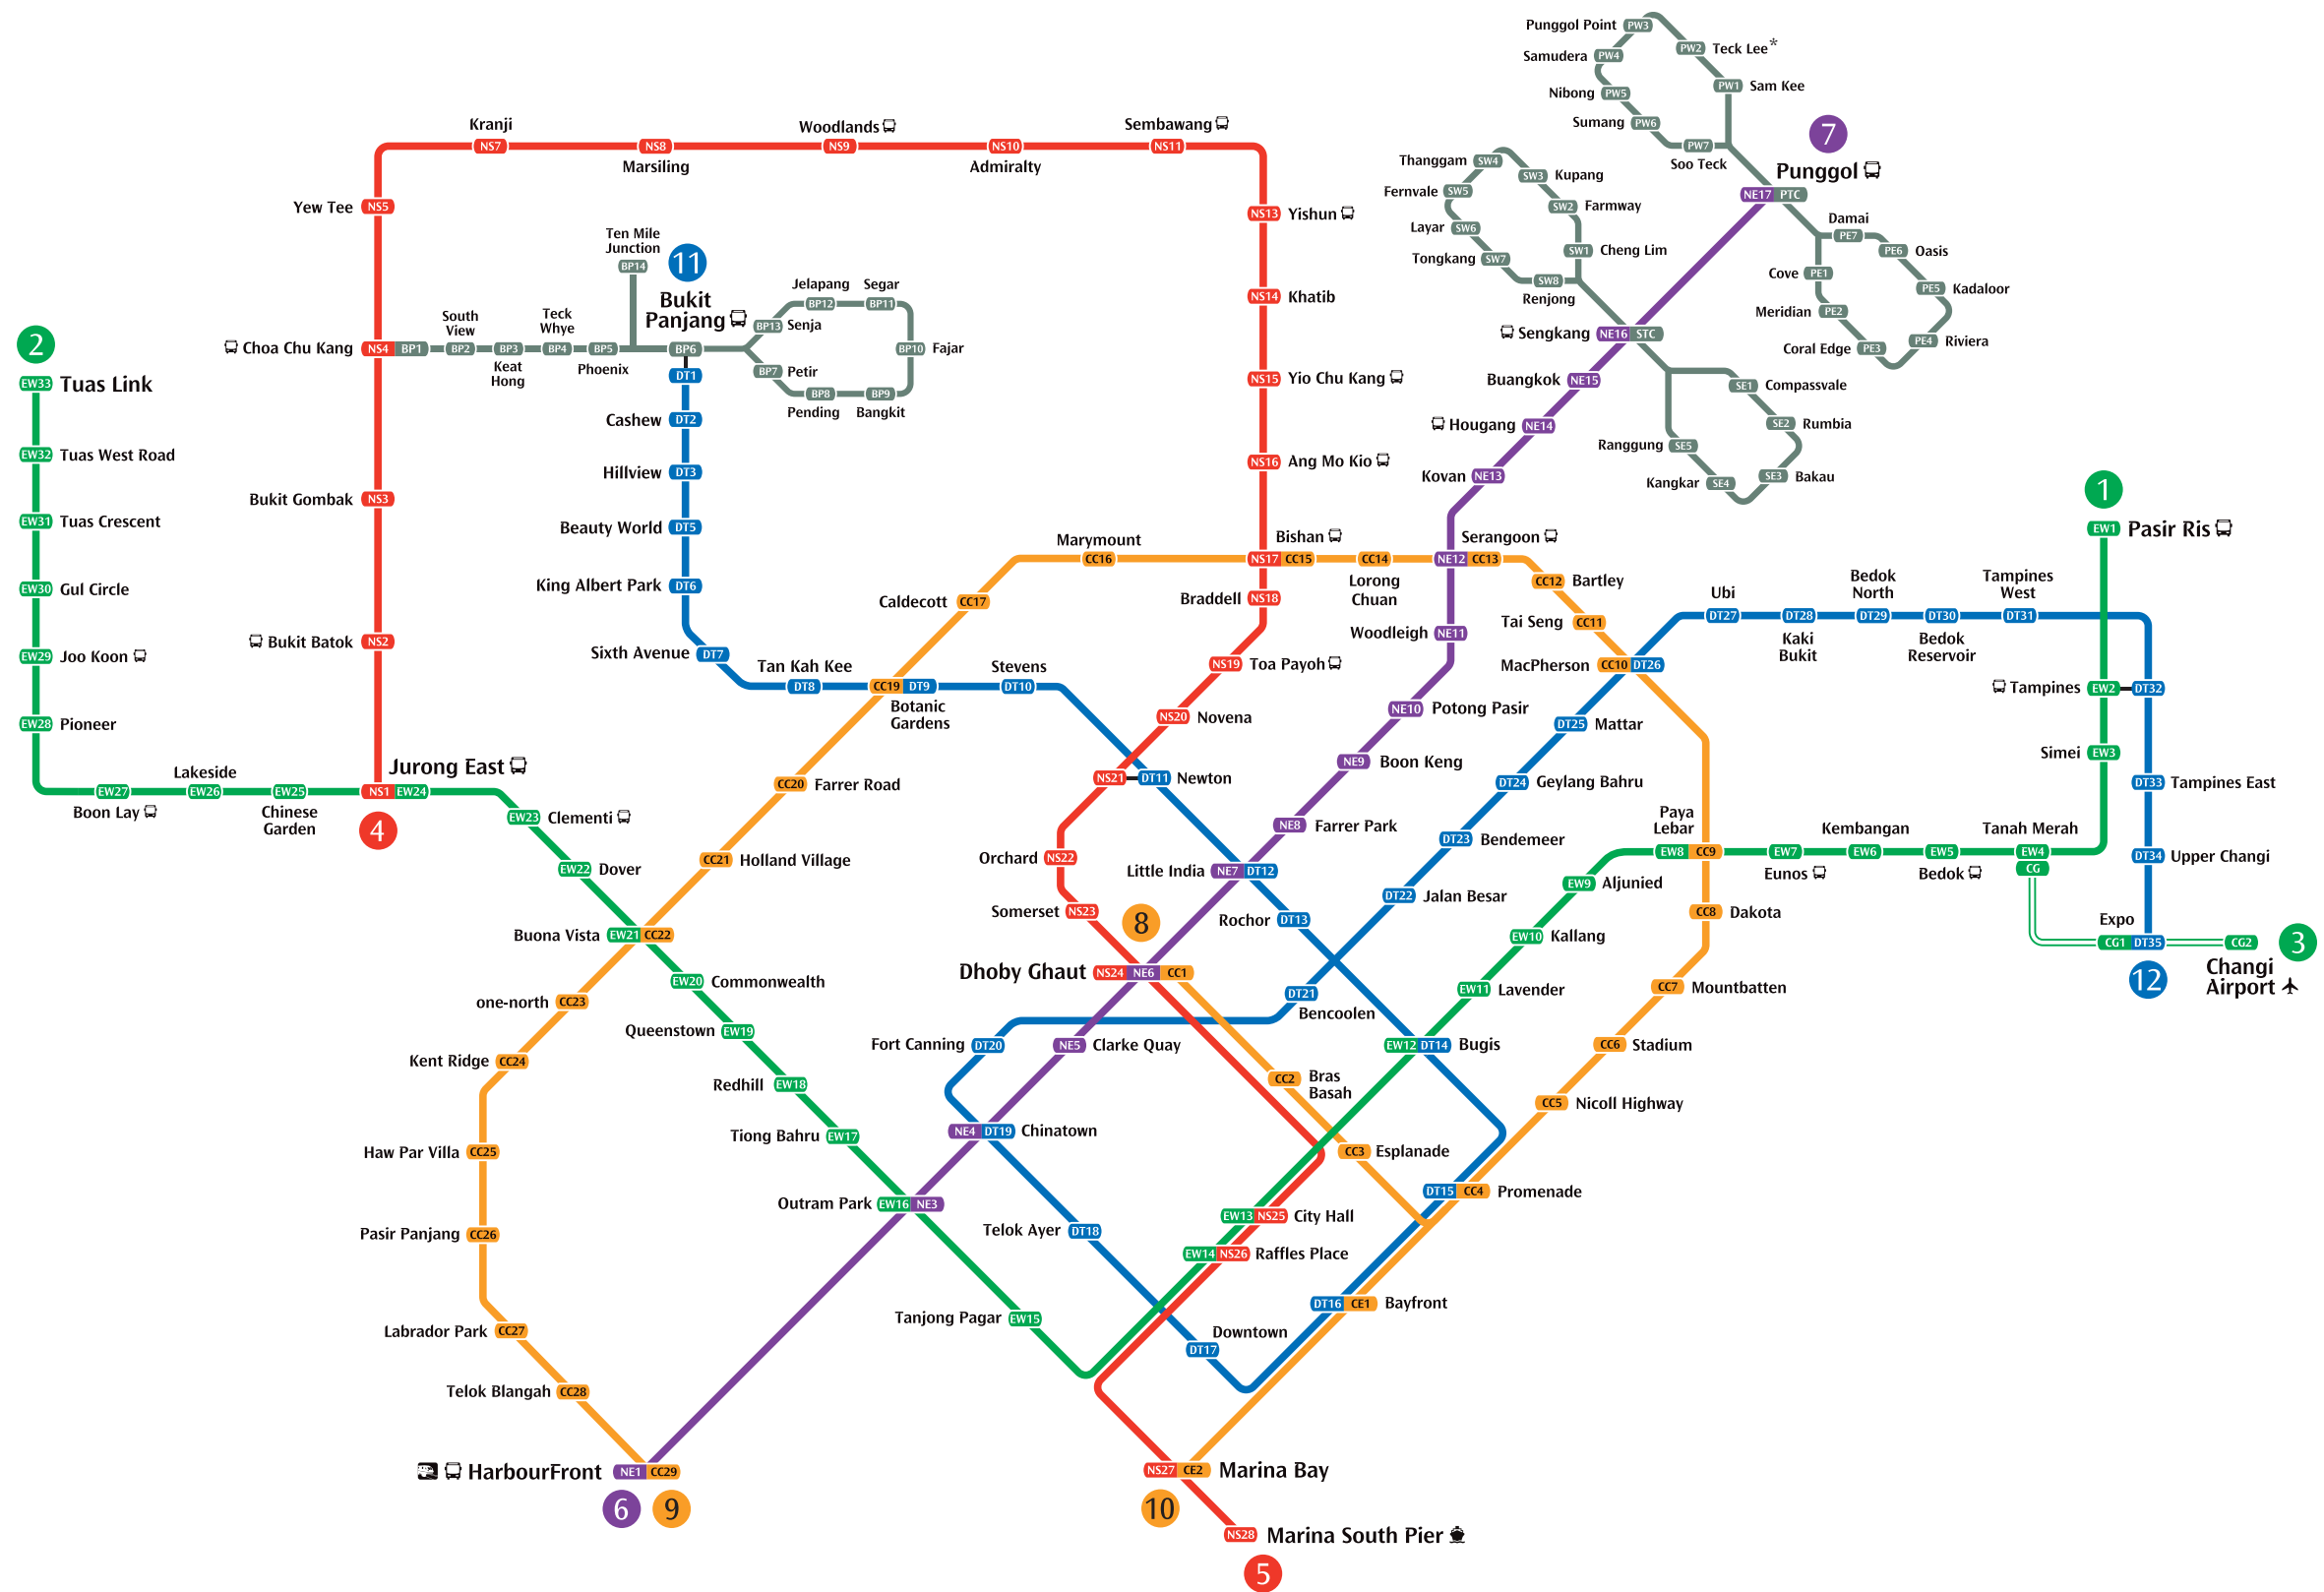 Punggol Point
PW3
PW2
Teck Lee*
Samudera
PW4
PW1
Sam Kee
Nibong
PW5
Sumang
PW6
PW7
Soo Teck
7
Punggol
NE17
PTC
Kranji
NS7
NS8
Marsiling
Woodlands
NS9
NS10
Admiralty
Sembawang
NS11
Thanggam
SW4
SW3
Kupang
Fernvale
SW5
SW2
Farmway
Layar
SW6
SW1
Cheng Lim
Tongkang
SW7
SW8
Renjong
Damai
PE7
PE6
Oasis
Cove
PE1
PE5
Kadaloor
Meridian
PE2
Coral Edge
PE3
PE4
Riviera
Yew Tee
NS5
NS13
Yishun
Ten Mile
Junction
BP14
11
Bukit
Panjang
Jelapang
BP12
Segar
BP11
BP13
Senja
NS14
Khatib
2
EW33
Tuas Link
Choa Chu Kang
NS4
BP1
South
View
BP2
BP3
Keat
Hong
Teck
Whye
BP4
BP5
Phoenix
BP6
DT1
BP10
Fajar
BP7
Petir
BP8
Pending
BP9
Bangkit
Sengkang
NE16
STC
NS15
Yio Chu Kang
Buangkok
NE15
SE1
Compassvale
Cashew
DT2
Hougang
NE14
SE2
Rumbia
Ranggung
SE5
EW32
Tuas West Road
Hillview
DT3
NS16
Ang Mo Kio
Kovan
NE13
Kangkar
SE4
SE3
Bakau
Bukit Gombak
NS3
1
EW1
Pasir Ris
EW31
Tuas Crescent
Beauty World
DT5
Marymount
CC16
Bishan
NS17
CC15
CC14
Lorong
Chuan
Serangoon
NE12
CC13
CC12
Bartley
EW30
Gul Circle
King Albert Park
DT6
Caldecott
CC17
Braddell
NS18
Tai Seng
CC11
Ubi
DT27
DT28
Kaki
Bukit
Bedok
North
DT29
DT30
Bedok
Reservoir
Tampines
West
DT31
EW29
Joo Koon
Bukit Batok
NS2
Sixth Avenue
DT7
Woodleigh
NE11
NS19
Toa Payoh
MacPherson
CC10
DT26
Tan Kah Kee
DT8
CC19
DT9
Botanic
Gardens
Stevens
DT10
Tampines
EW2
DT32
EW28
Pioneer
NS20
Novena
NE10
Potong Pasir
DT25
Mattar
Simei
EW3
EW27
Boon Lay
Lakeside
EW26
EW25
Chinese
Garden
Jurong East
NS1
EW24
4
CC20
Farrer Road
NS21
DT11
Newton
NE9
Boon Keng
DT24
Geylang Bahru
DT33
Tampines East
EW23
Clementi
NE8
Farrer Park
DT23
Bendemeer
Paya
Lebar
EW8
CC9
EW7
Eunos
Kembangan
EW6
EW5
Bedok
Tanah Merah
EW4
CG
DT34
Upper Changi
EW22
Dover
CC21
Holland Village
Orchard
NS22
Little India
NE7
DT12
DT22
Jalan Besar
EW9
Aljunied
Somerset
NS23
8
Rochor
DT13
CC8
Dakota
Buona Vista
EW21
CC22
EW10
Kallang
Expo
CG1
DT35
CG2
3
12
Changi
Airport
Dhoby Ghaut
NS24
NE6
CC1
EW20
Commonwealth
DT21
Bencoolen
EW11
Lavender
CC7
Mountbatten
one-north
CC23
Queenstown
EW19
Fort Canning
DT20
NE5
Clarke Quay
EW12
DT14
Bugis
CC6
Stadium
Kent Ridge
CC24
Redhill
EW18
CC2
Bras
Basah
CC5
Nicoll Highway
Tiong Bahru
EW17
NE4
DT19
Chinatown
Haw Par Villa
CC25
CC3
Esplanade
Outram Park
EW16
NE3
DT15
CC4
Promenade
Pasir Panjang
CC26
Telok Ayer
DT18
EW13
NS25
City Hall
EW14
NS26
Raffles Place
Tanjong Pagar
EW15
DT16
CE1
Bayfront
Labrador Park
CC27
Downtown
DT17
Telok Blangah
CC28
HarbourFront
NE1
CC29
6
9
NS27
CE2
Marina Bay
10
NS28
Marina South Pier
5